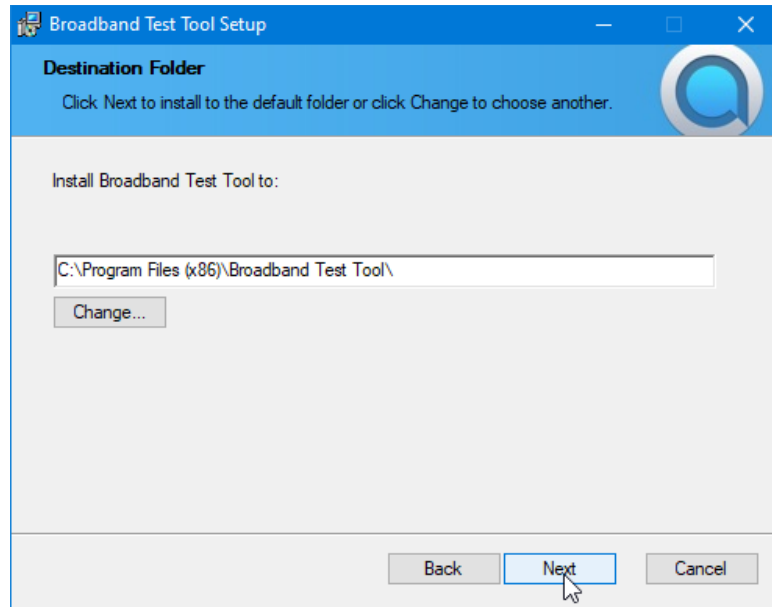 Broadband Test Tool Setup
Destination Folder
Click Next to install to the default folder or click Change to choose another.
Install Broadband Test Tool to:
C:\Program Files (x86)\Broadband Test Tool\
Change...
Back Next Cancel